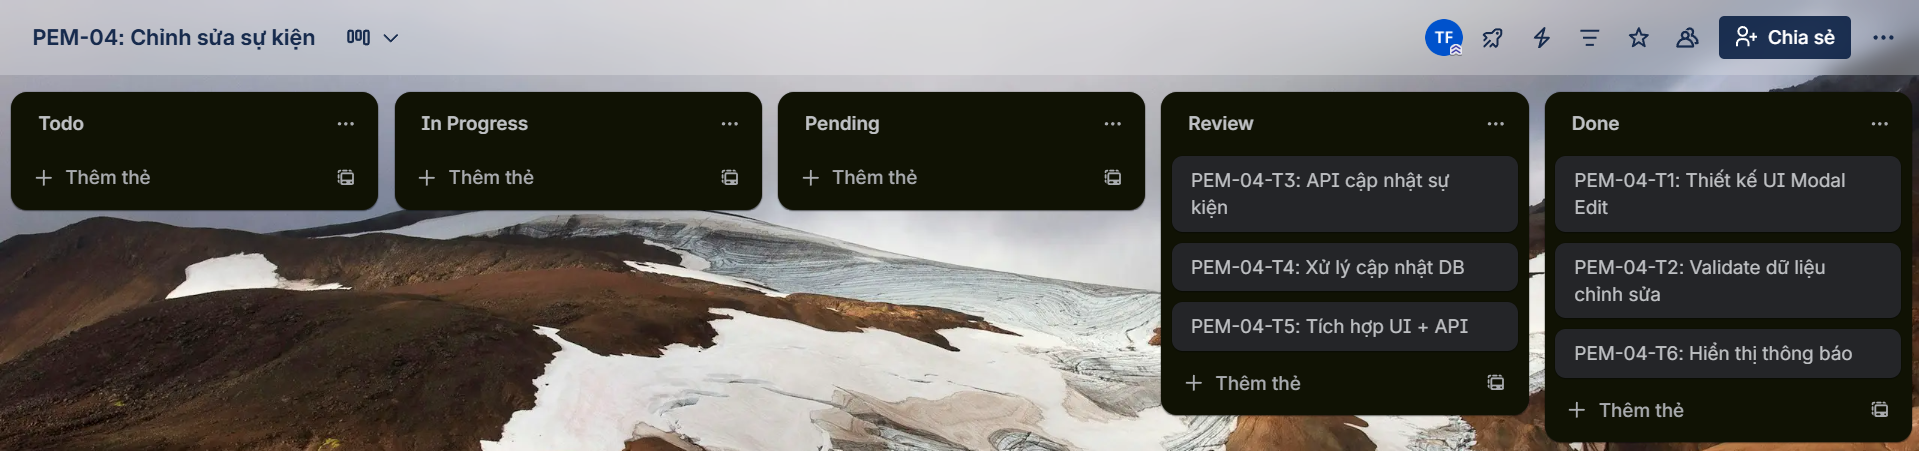 PEM-04: Chỉnh sửa sự kiện
TF
Chia sẻ
Todo
Thêm thẻ
In Progress
Thêm thẻ
Pending
Thêm thẻ
Review
PEM-04-T3: API cập nhật sự
kiện
PEM-04-T4: Xử lý cập nhật DB
PEM-04-T5: Tích hợp UI + API
Thêm thẻ
Done
PEM-04-T1: Thiết kế UI Modal
Edit
PEM-04-T2: Validate dữ liệu
chỉnh sửa
PEM-04-T6: Hiển thị thông báo
Thêm thẻ